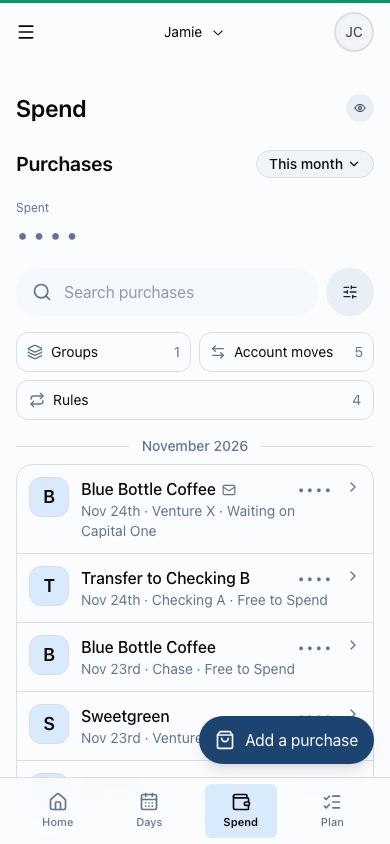 Jamie
JC
Spend
Purchases
This month
Spent
••••
Search purchases
Groups 1
Account moves 5
Rules 4
November 2026
B
Blue Bottle Coffee ••••
Nov 24th · Venture X · Waiting on
Capital One
T
Transfer to Checking B ••••
Nov 24th · Checking A · Free to Spend
B
Blue Bottle Coffee ••••
Nov 23rd · Chase · Free to Spend
S
Sweetgreen
Nov 23rd · Venture
Add a purchase
Home
Days
Spend
Plan